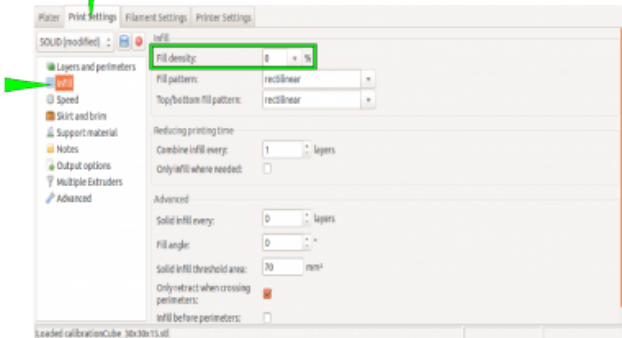 Plater Print Settings Filament Settings Printer Settings
SOLID (modified)
Layers and perimeters
Infill
Speed
Skirt and brim
Support material
Notes
Output options
Multiple Extruders
Advanced
Infill
Fill density: 0 %
Fill pattern: rectilinear
Top/bottom fill pattern: rectilinear
Reducing printing time
Combine infill every: 1 layers
Only infill where needed:
Advanced
Solid infill every: 0 layers
Fill angle: 0 °
Solid infill threshold area: 70 mm²
Only retract when crossing
perimeters:
Infill before perimeters:
Loaded calibrationCube_30x30x15.stl